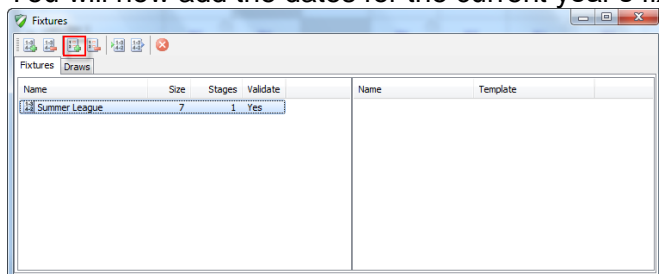 You will now add the dates for the current year's fix
Fixtures
Fixtures Draws
Name Size Stages Validate Name Template
Summer League 7 1 Yes